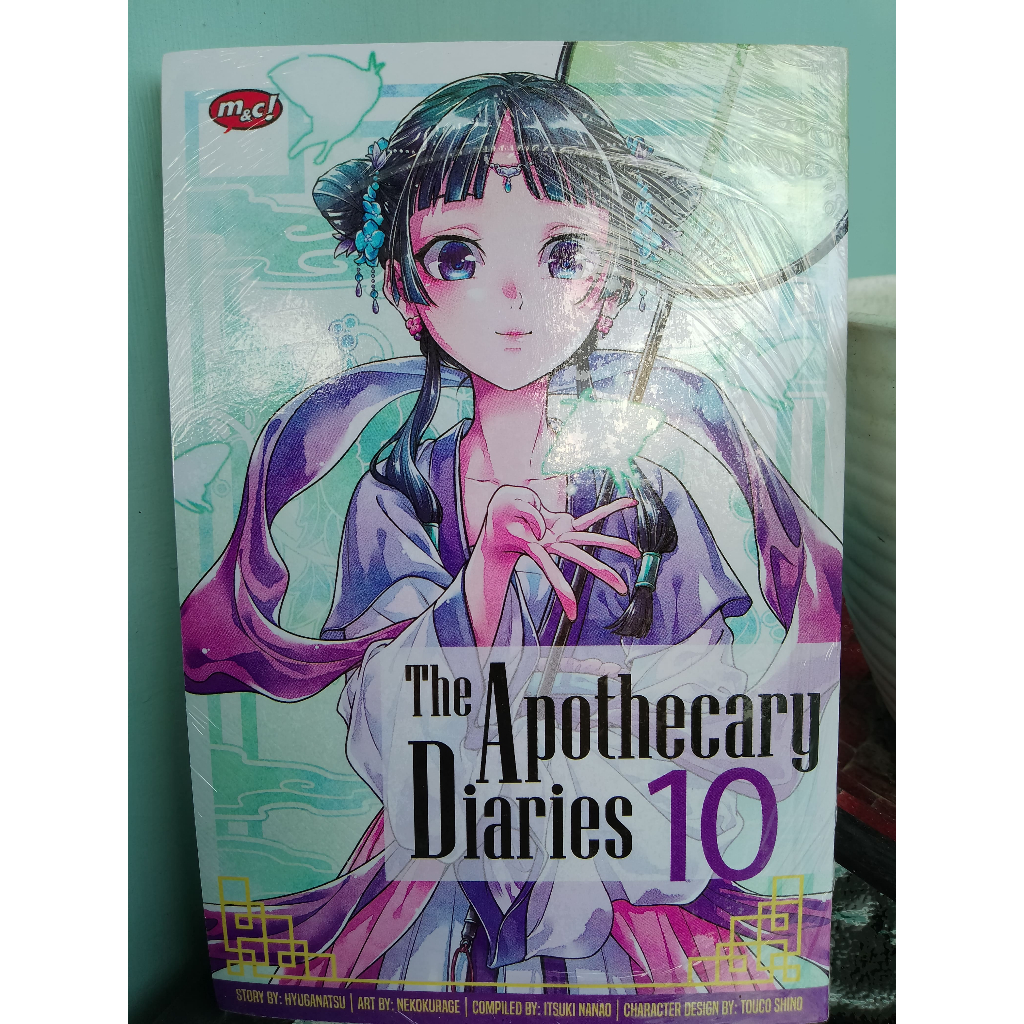 m&c!
The Apothecary
Diaries 10
STORY BY: HYUGANATSU | ART BY: NEKOKURAGE | COMPILED BY: ITSUKI NANAO | CHARACTER DESIGN BY: TOUCO SHINO